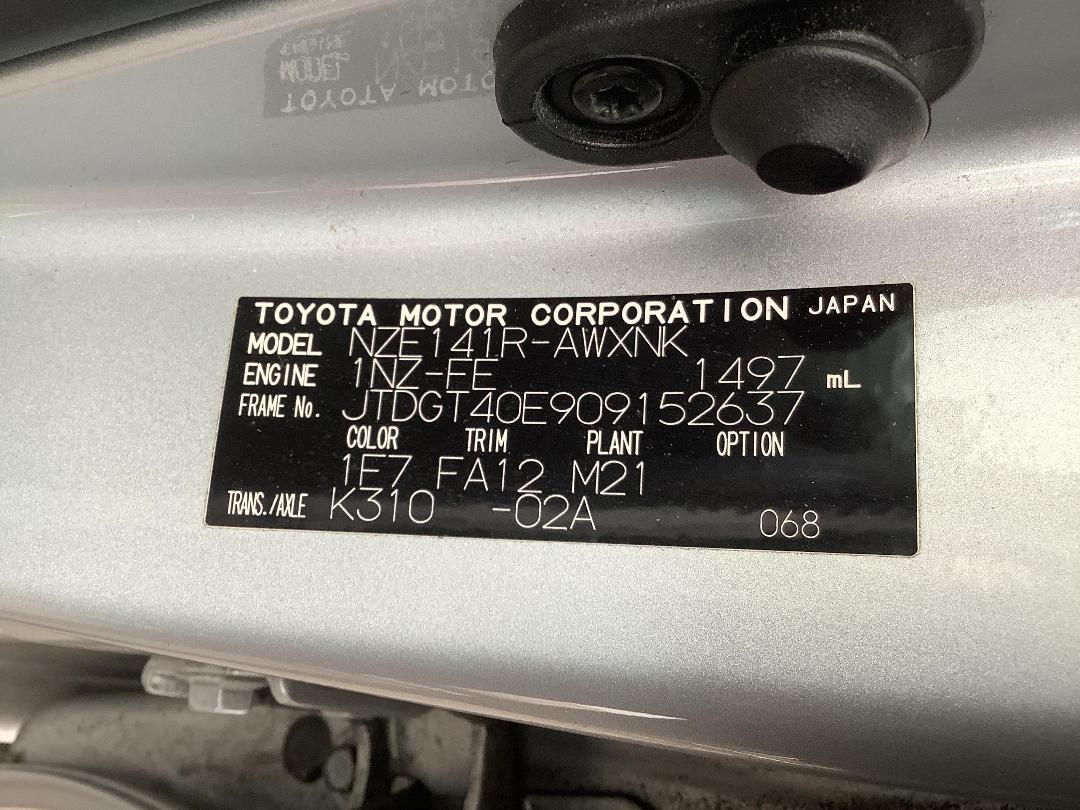 TOYOTA MOTOR CORPORATION JAPAN
MODEL NZE141R-AWXNK
ENGINE 1NZ-FE 1497 mL
FRAME No. JTDGT40E909152637
COLOR TRIM PLANT OPTION
1E7 FA12 M21
TRANS./AXLE K310 -02A 068